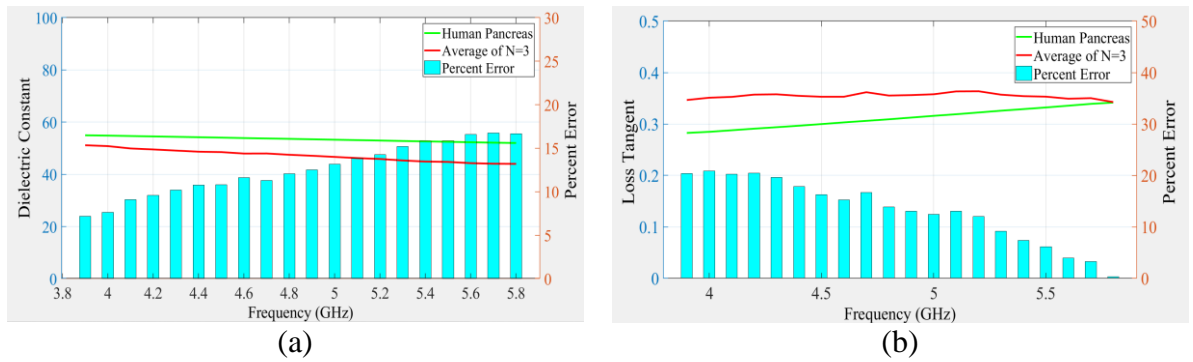 100
80
60
40
20
0
Dielectric Constant
30
25
20
15
10
5
0
Percent Error
Human Pancreas
Average of N=3
Percent Error
3.8 4 4.2 4.4 4.6 4.8 5 5.2 5.4 5.6 5.8
Frequency (GHz)
(a)
0.5
0.4
0.3
0.2
0.1
0
Loss Tangent
50
40
30
20
10
0
Percent Error
Human Pancreas
Average of N=3
Percent Error
4 4.5 5 5.5
Frequency (GHz)
(b)